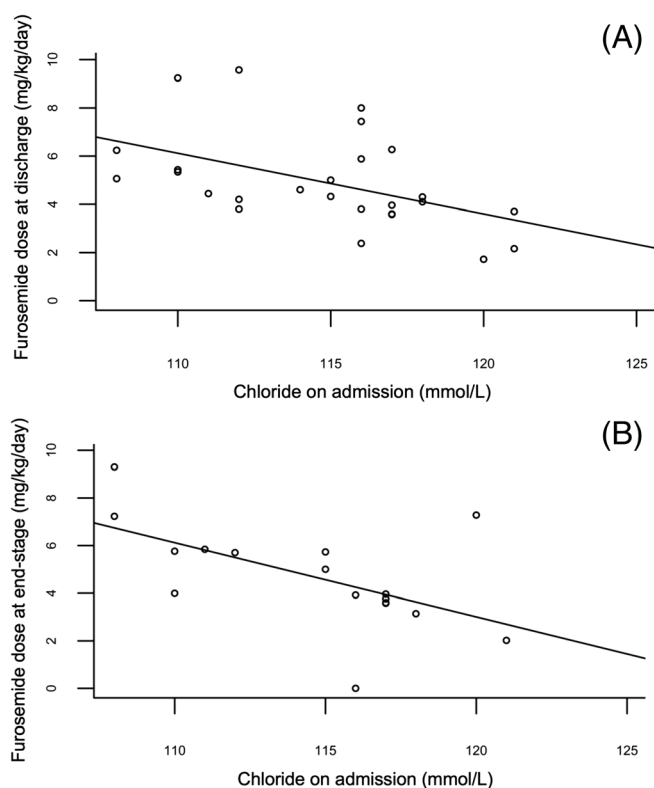 (A)
Furosemide dose at discharge (mg/kg/day)
10
8
6
4
2
0
110 115 120 125
Chloride on admission (mmol/L)
(B)
Furosemide dose at end-stage (mg/kg/day)
10
8
6
4
2
0
110 115 120 125
Chloride on admission (mmol/L)